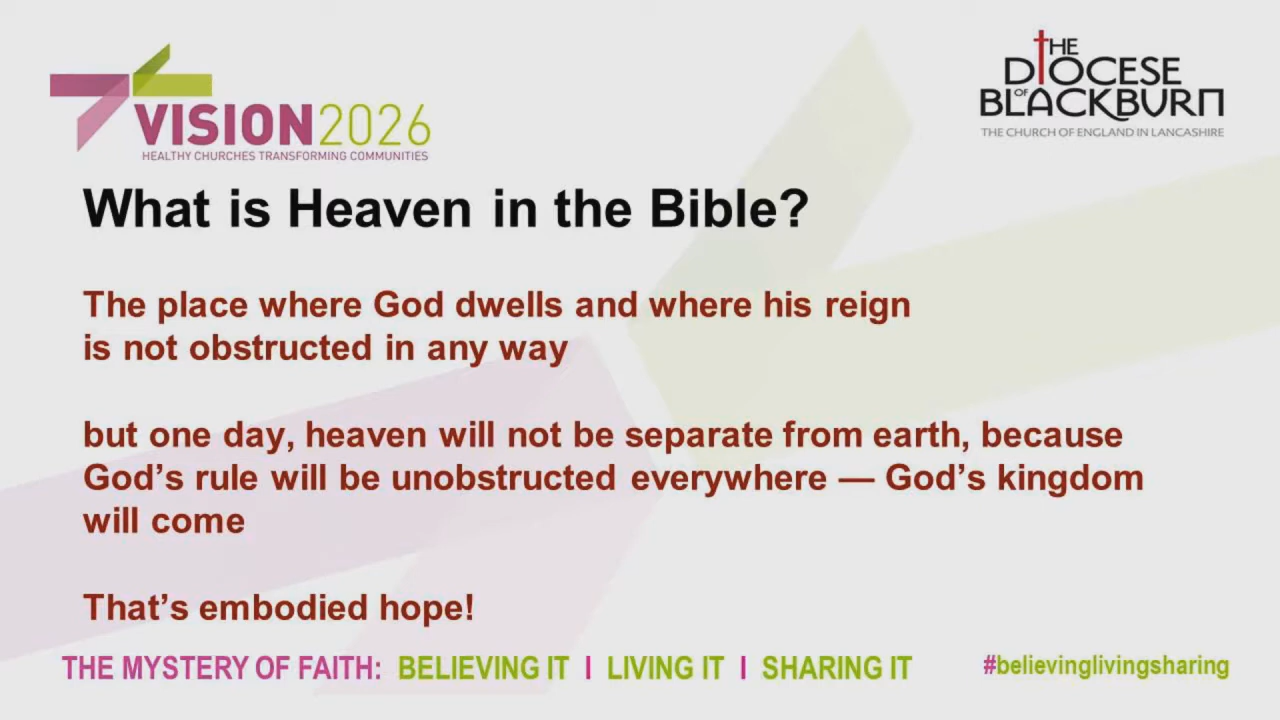 VISION2026
HEALTHY CHURCHES TRANSFORMING COMMUNITIES
THE
DIOCESE
OF
BLACKBURN
THE CHURCH OF ENGLAND IN LANCASHIRE
What is Heaven in the Bible?
The place where God dwells and where his reign
is not obstructed in any way
but one day, heaven will not be separate from earth, because
God’s rule will be unobstructed everywhere — God’s kingdom
will come
That’s embodied hope!
THE MYSTERY OF FAITH: BELIEVING IT I LIVING IT I SHARING IT
#believinglivingsharing